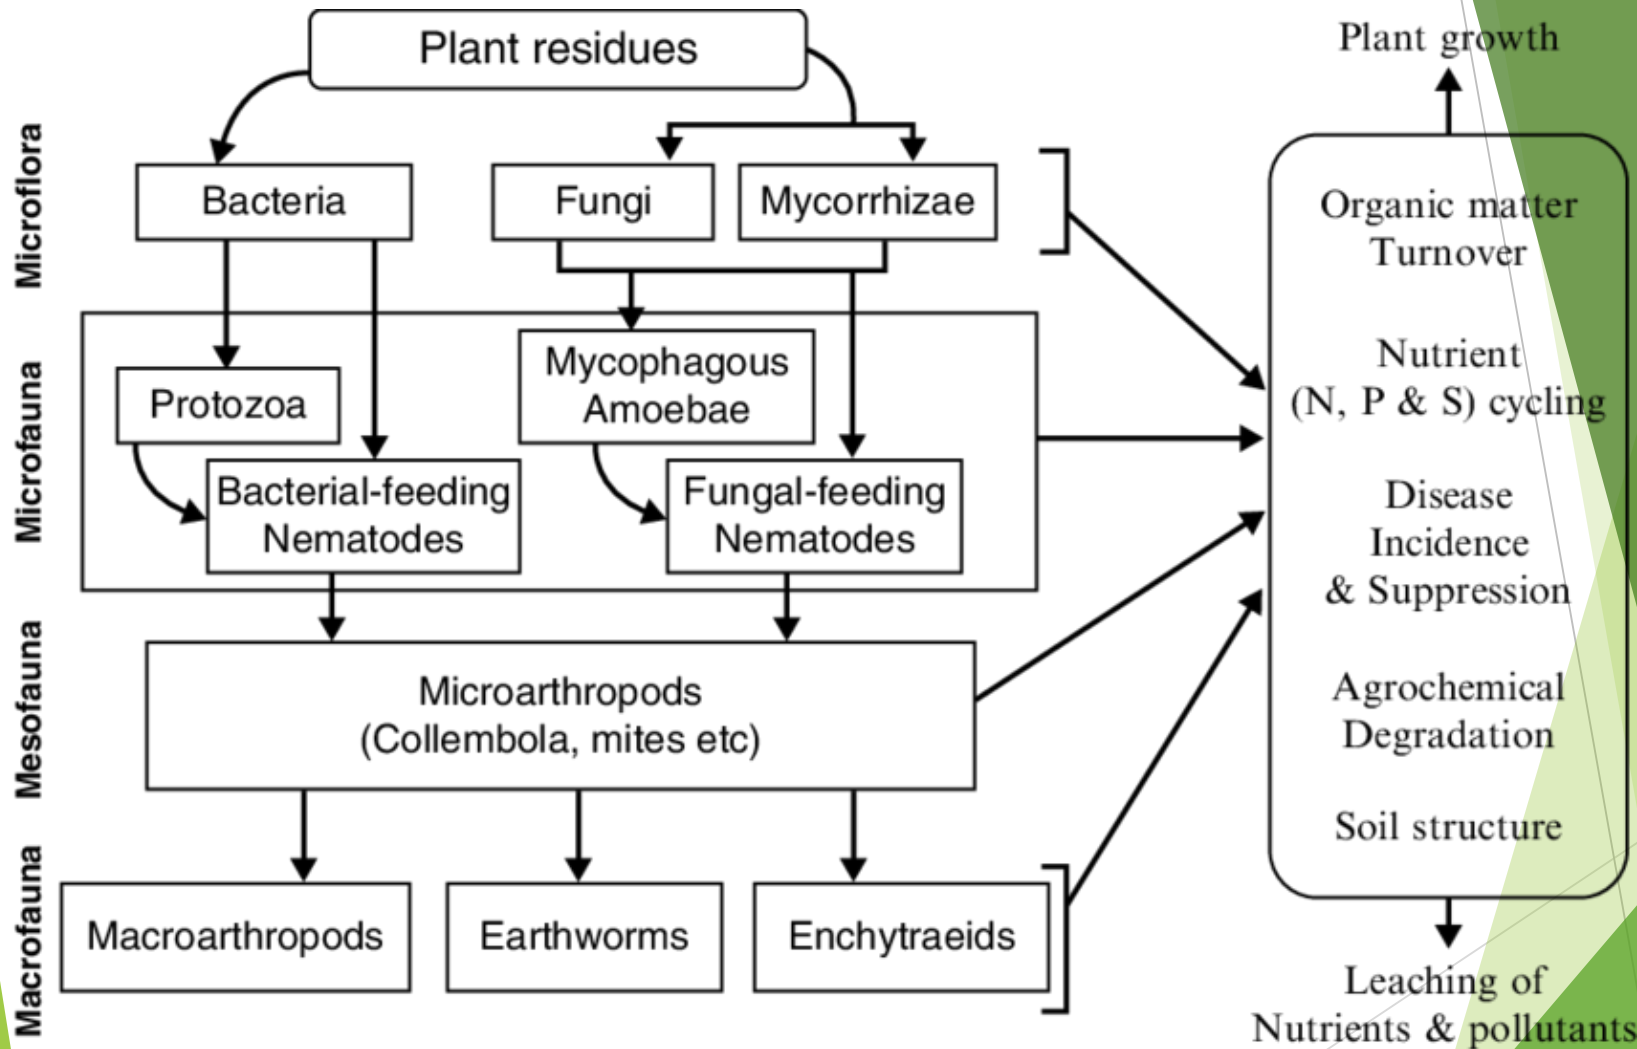 Plant residues
Plant growth
Microflora
Bacteria
Fungi
Mycorrhizae
Organic matter
Turnover
Microfauna
Protozoa
Mycophagous
Amoebae
Bacterial-feeding
Nematodes
Fungal-feeding
Nematodes
Nutrient
(N, P & S) cycling
Disease
Incidence
& Suppression
Mesofauna
Microarthropods
(Collembola, mites etc)
Agrochemical
Degradation
Soil structure
Macrofauna
Macroarthropods
Earthworms
Enchytraeids
Leaching of
Nutrients & pollutants